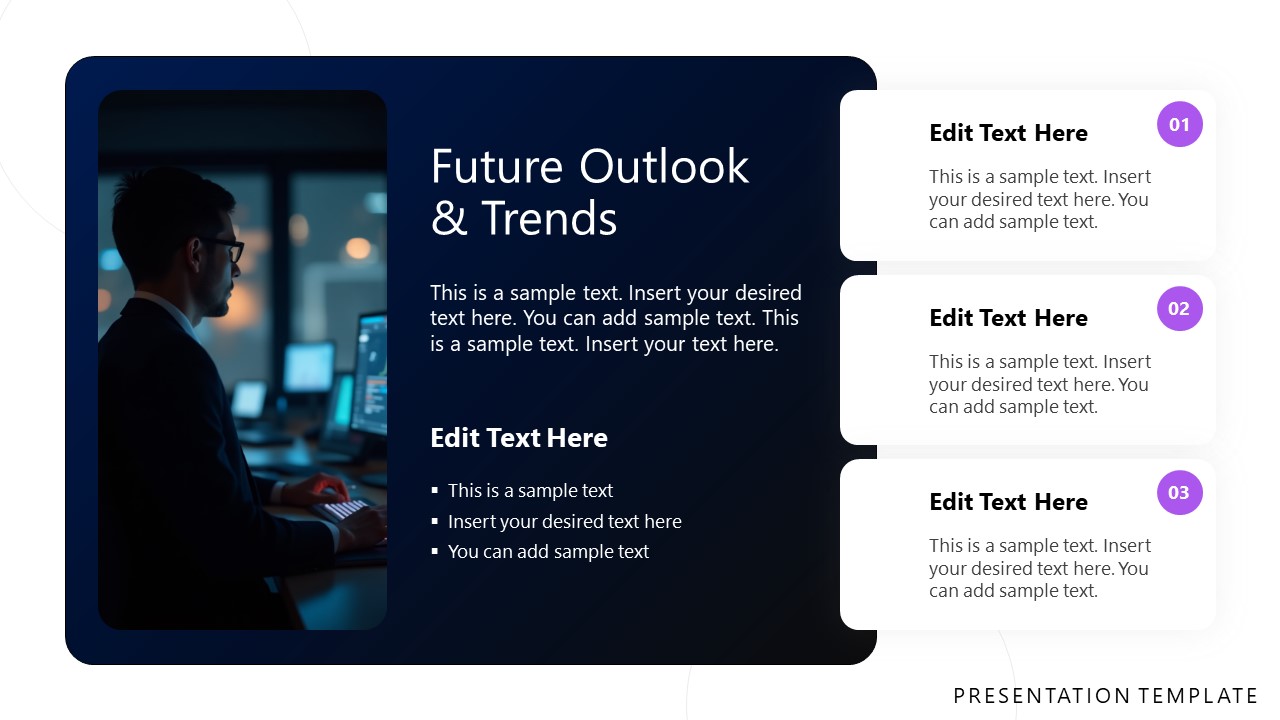 Future Outlook
& Trends
This is a sample text. Insert your desired
text here. You can add sample text. This
is a sample text. Insert your text here.
Edit Text Here
▪ This is a sample text
▪ Insert your desired text here
▪ You can add sample text
01
Edit Text Here
This is a sample text. Insert
your desired text here. You
can add sample text.
02
Edit Text Here
This is a sample text. Insert
your desired text here. You
can add sample text.
03
Edit Text Here
This is a sample text. Insert
your desired text here. You
can add sample text.
PRESENTATION TEMPLATE